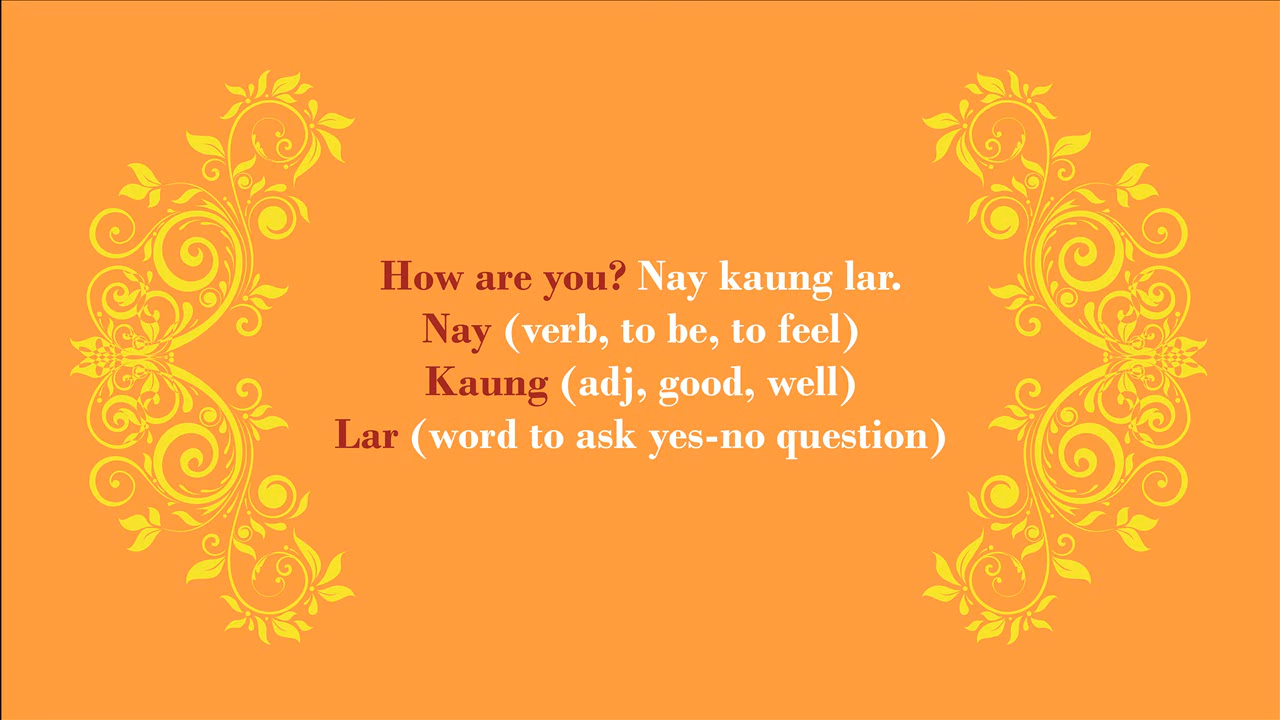 How are you? Nay kaung lar.
Nay (verb, to be, to feel)
Kaung (adj, good, well)
Lar (word to ask yes-no question)